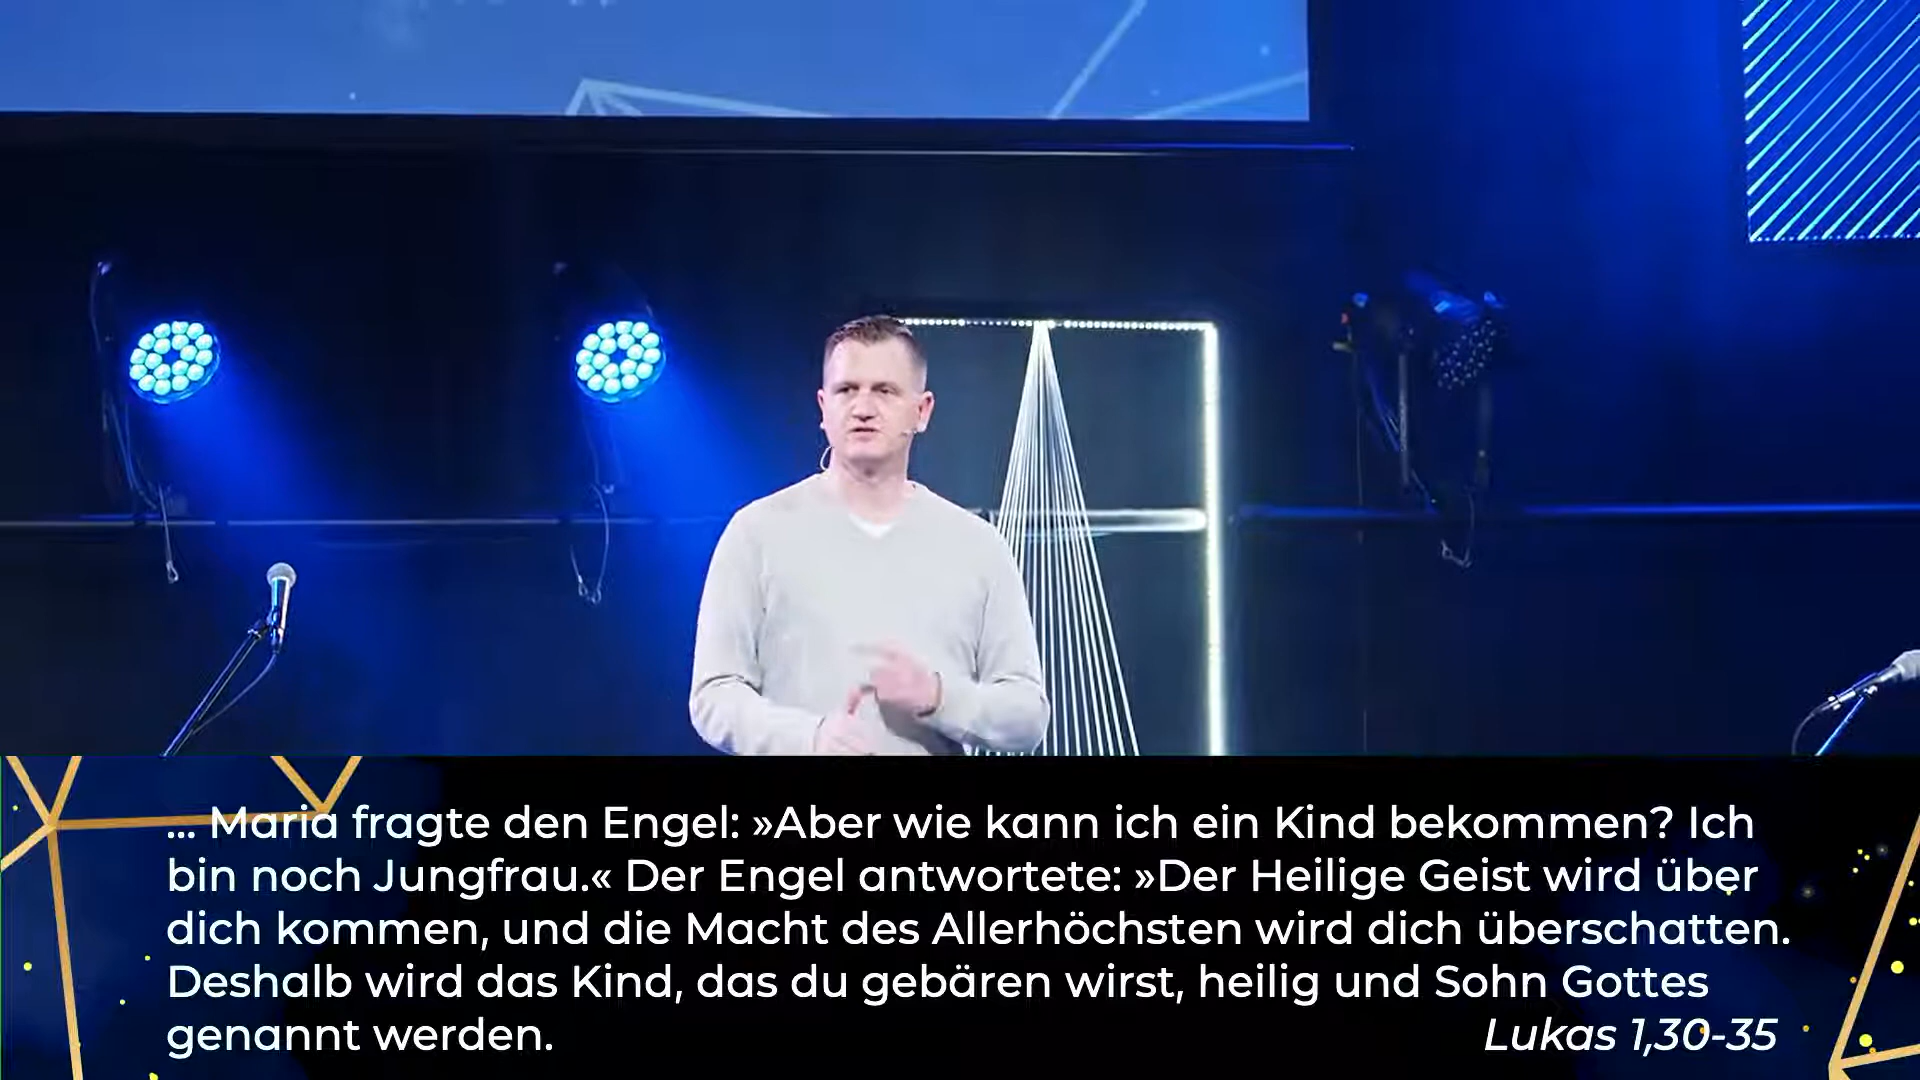 ... Maria fragte den Engel: »Aber wie kann ich ein Kind bekommen? Ich
bin noch Jungfrau.« Der Engel antwortete: »Der Heilige Geist wird über
dich kommen, und die Macht des Allerhöchsten wird dich überschatten.
Deshalb wird das Kind, das du gebären wirst, heilig und Sohn Gottes
genannt werden.
Lukas 1,30-35